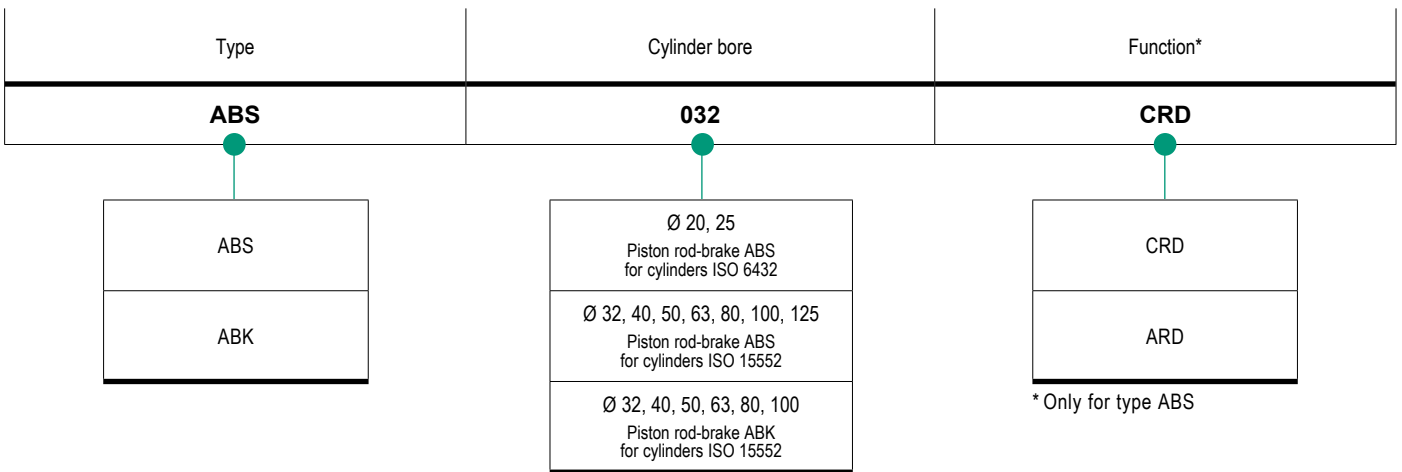 Type
Cylinder bore
Function*
ABS
032
CRD
ABS
ABK
Ø 20, 25
Piston rod-brake ABS
for cylinders ISO 6432
Ø 32, 40, 50, 63, 80, 100, 125
Piston rod-brake ABS
for cylinders ISO 15552
Ø 32, 40, 50, 63, 80, 100
Piston rod-brake ABK
for cylinders ISO 15552
CRD
ARD
* Only for type ABS